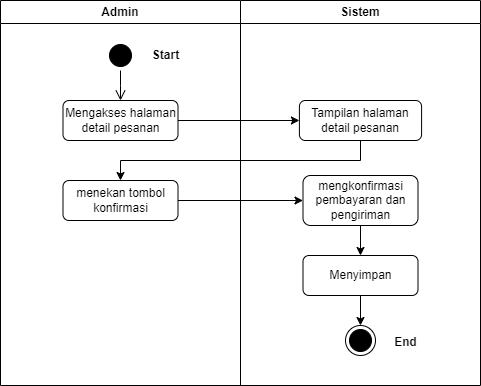 Admin
Sistem
Start
Mengakses halaman
detail pesanan
Tampilan halaman
detail pesanan
menekan tombol
konfirmasi
mengkonfirmasi
pembayaran dan
pengiriman
Menyimpan
End